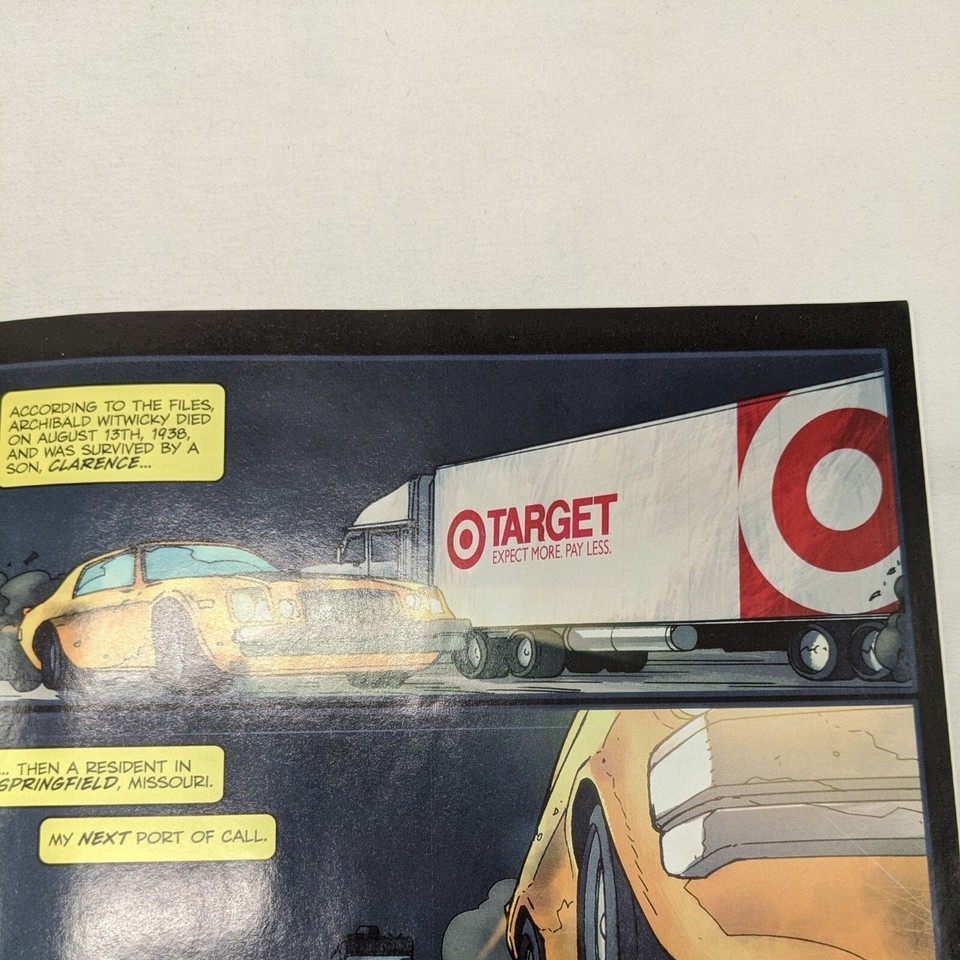 ACCORDING TO THE FILES,
ARCHIBALD WITWICKY DIED
ON AUGUST 13TH, 1938,
AND WAS SURVIVED BY A
SON, CLARENCE...
TARGET
EXPECT MORE. PAY LESS.
... THEN A RESIDENT IN
SPRINGFIELD, MISSOURI.
MY NEXT PORT OF CALL.